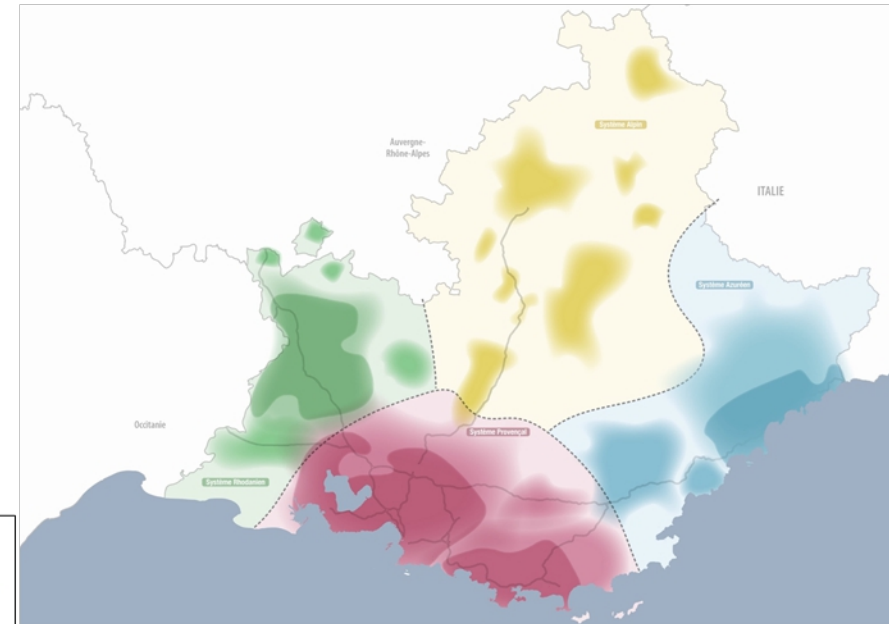 Système Alpin
Auvergne-
Rhône-Alpes
ITALIE
Système Azuréen
Occitanie
Système Provençal
Système Rhodanien